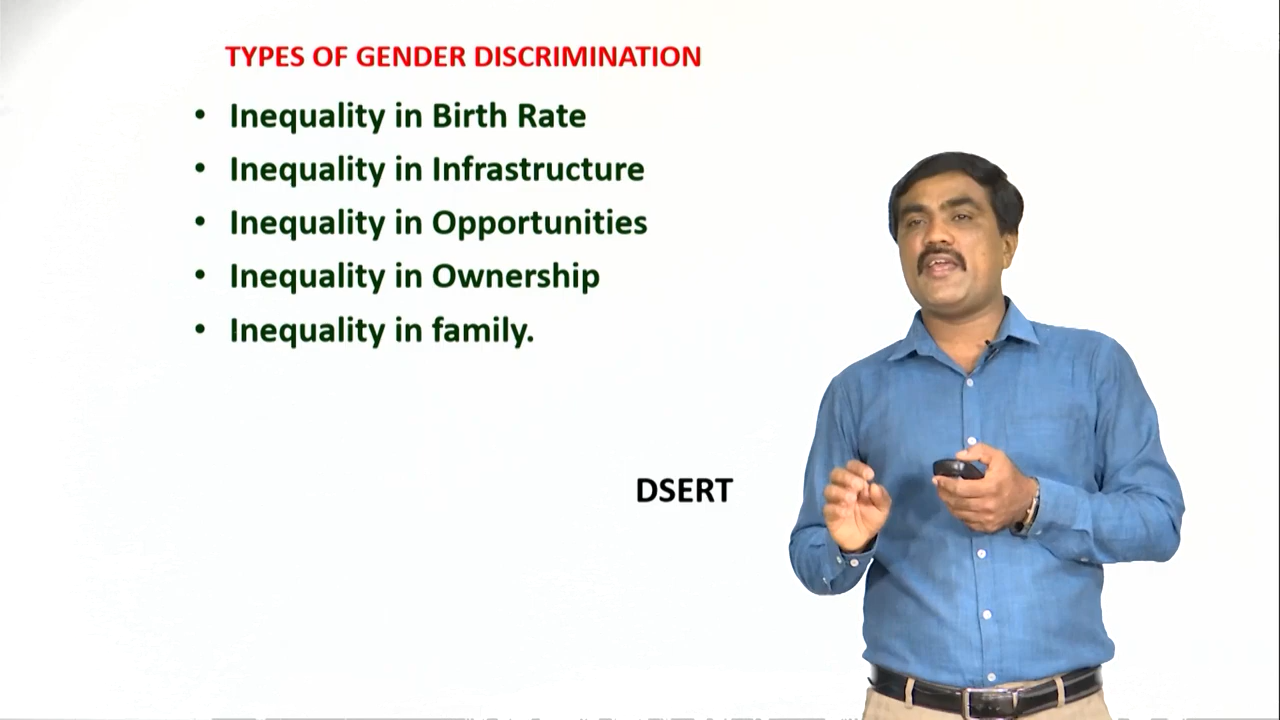 TYPES OF GENDER DISCRIMINATION
• Inequality in Birth Rate
• Inequality in Infrastructure
• Inequality in Opportunities
• Inequality in Ownership
• Inequality in family.
DSERT